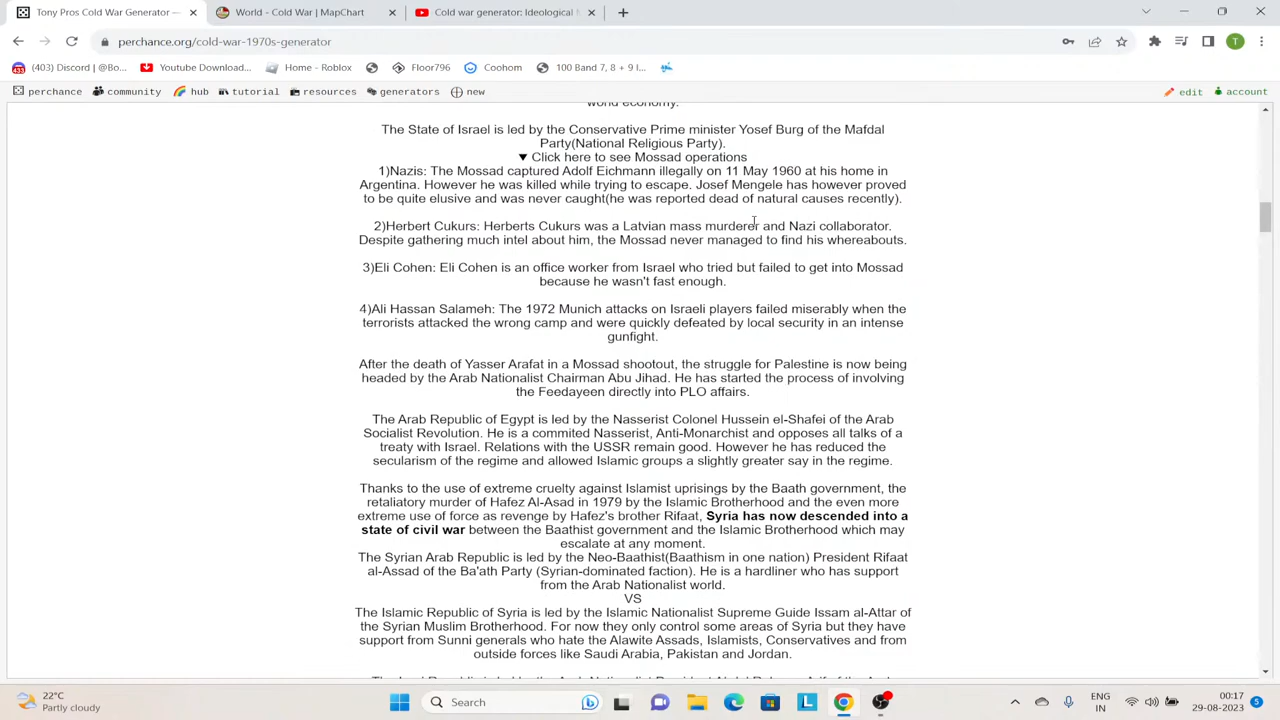 Tony Pros Cold War Generator —
World - Cold War | MapChart
Cold war generator: Ideological
perchance.org/cold-war-1970s-generator
(403) Discord | @Bo...
Youtube Download...
Home - Roblox
Floor796
Coohom
100 Band 7, 8 + 9 I...
perchance
community
hub
tutorial
resources
generators
new
edit
account
world economy.
The State of Israel is led by the Conservative Prime minister Yosef Burg of the Mafdal
Party(National Religious Party).
▼ Click here to see Mossad operations
1)Nazis: The Mossad captured Adolf Eichmann illegally on 11 May 1960 at his home in
Argentina. However he was killed while trying to escape. Josef Mengele has however proved
to be quite elusive and was never caught(he was reported dead of natural causes recently).
2)Herbert Cukurs: Herberts Cukurs was a Latvian mass murderer and Nazi collaborator.
Despite gathering much intel about him, the Mossad never managed to find his whereabouts.
3)Eli Cohen: Eli Cohen is an office worker from Israel who tried but failed to get into Mossad
because he wasn't fast enough.
4)Ali Hassan Salameh: The 1972 Munich attacks on Israeli players failed miserably when the
terrorists attacked the wrong camp and were quickly defeated by local security in an intense
gunfight.
After the death of Yasser Arafat in a Mossad shootout, the struggle for Palestine is now being
headed by the Arab Nationalist Chairman Abu Jihad. He has started the process of involving
the Feedayeen directly into PLO affairs.
The Arab Republic of Egypt is led by the Nasserist Colonel Hussein el-Shafei of the Arab
Socialist Revolution. He is a commited Nasserist, Anti-Monarchist and opposes all talks of a
treaty with Israel. Relations with the USSR remain good. However he has reduced the
secularism of the regime and allowed Islamic groups a slightly greater say in the regime.
Thanks to the use of extreme cruelty against Islamist uprisings by the Baath government, the
retaliatory murder of Hafez Al-Asad in 1979 by the Islamic Brotherhood and the even more
extreme use of force as revenge by Hafez's brother Rifaat, Syria has now descended into a
state of civil war between the Baathist government and the Islamic Brotherhood which may
escalate at any moment.
The Syrian Arab Republic is led by the Neo-Baathist(Baathism in one nation) President Rifaat
al-Assad of the Ba'ath Party (Syrian-dominated faction). He is a hardliner who has support
from the Arab Nationalist world.
VS
The Islamic Republic of Syria is led by the Islamic Nationalist Supreme Guide Issam al-Attar of
the Syrian Muslim Brotherhood. For now they only control some areas of Syria but they have
support from Sunni generals who hate the Alawite Assads, Islamists, Conservatives and from
outside forces like Saudi Arabia, Pakistan and Jordan.
22°C
Partly cloudy
Search
ENG
IN
00:17
29-08-2023
5